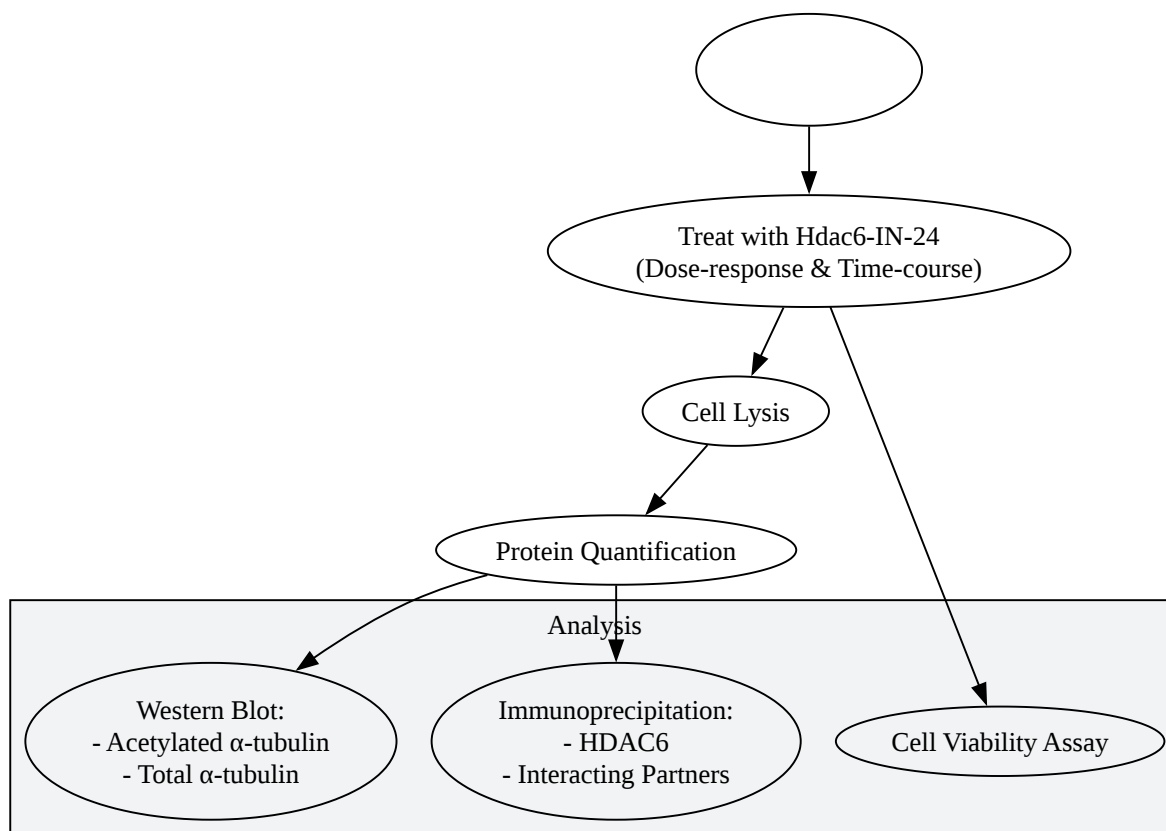 Treat with Hdac6-IN-24
(Dose-response & Time-course)
Cell Lysis
Protein Quantification
Analysis
Western Blot:
- Acetylated α-tubulin
- Total α-tubulin
Immunoprecipitation:
- HDAC6
- Interacting Partners
Cell Viability Assay